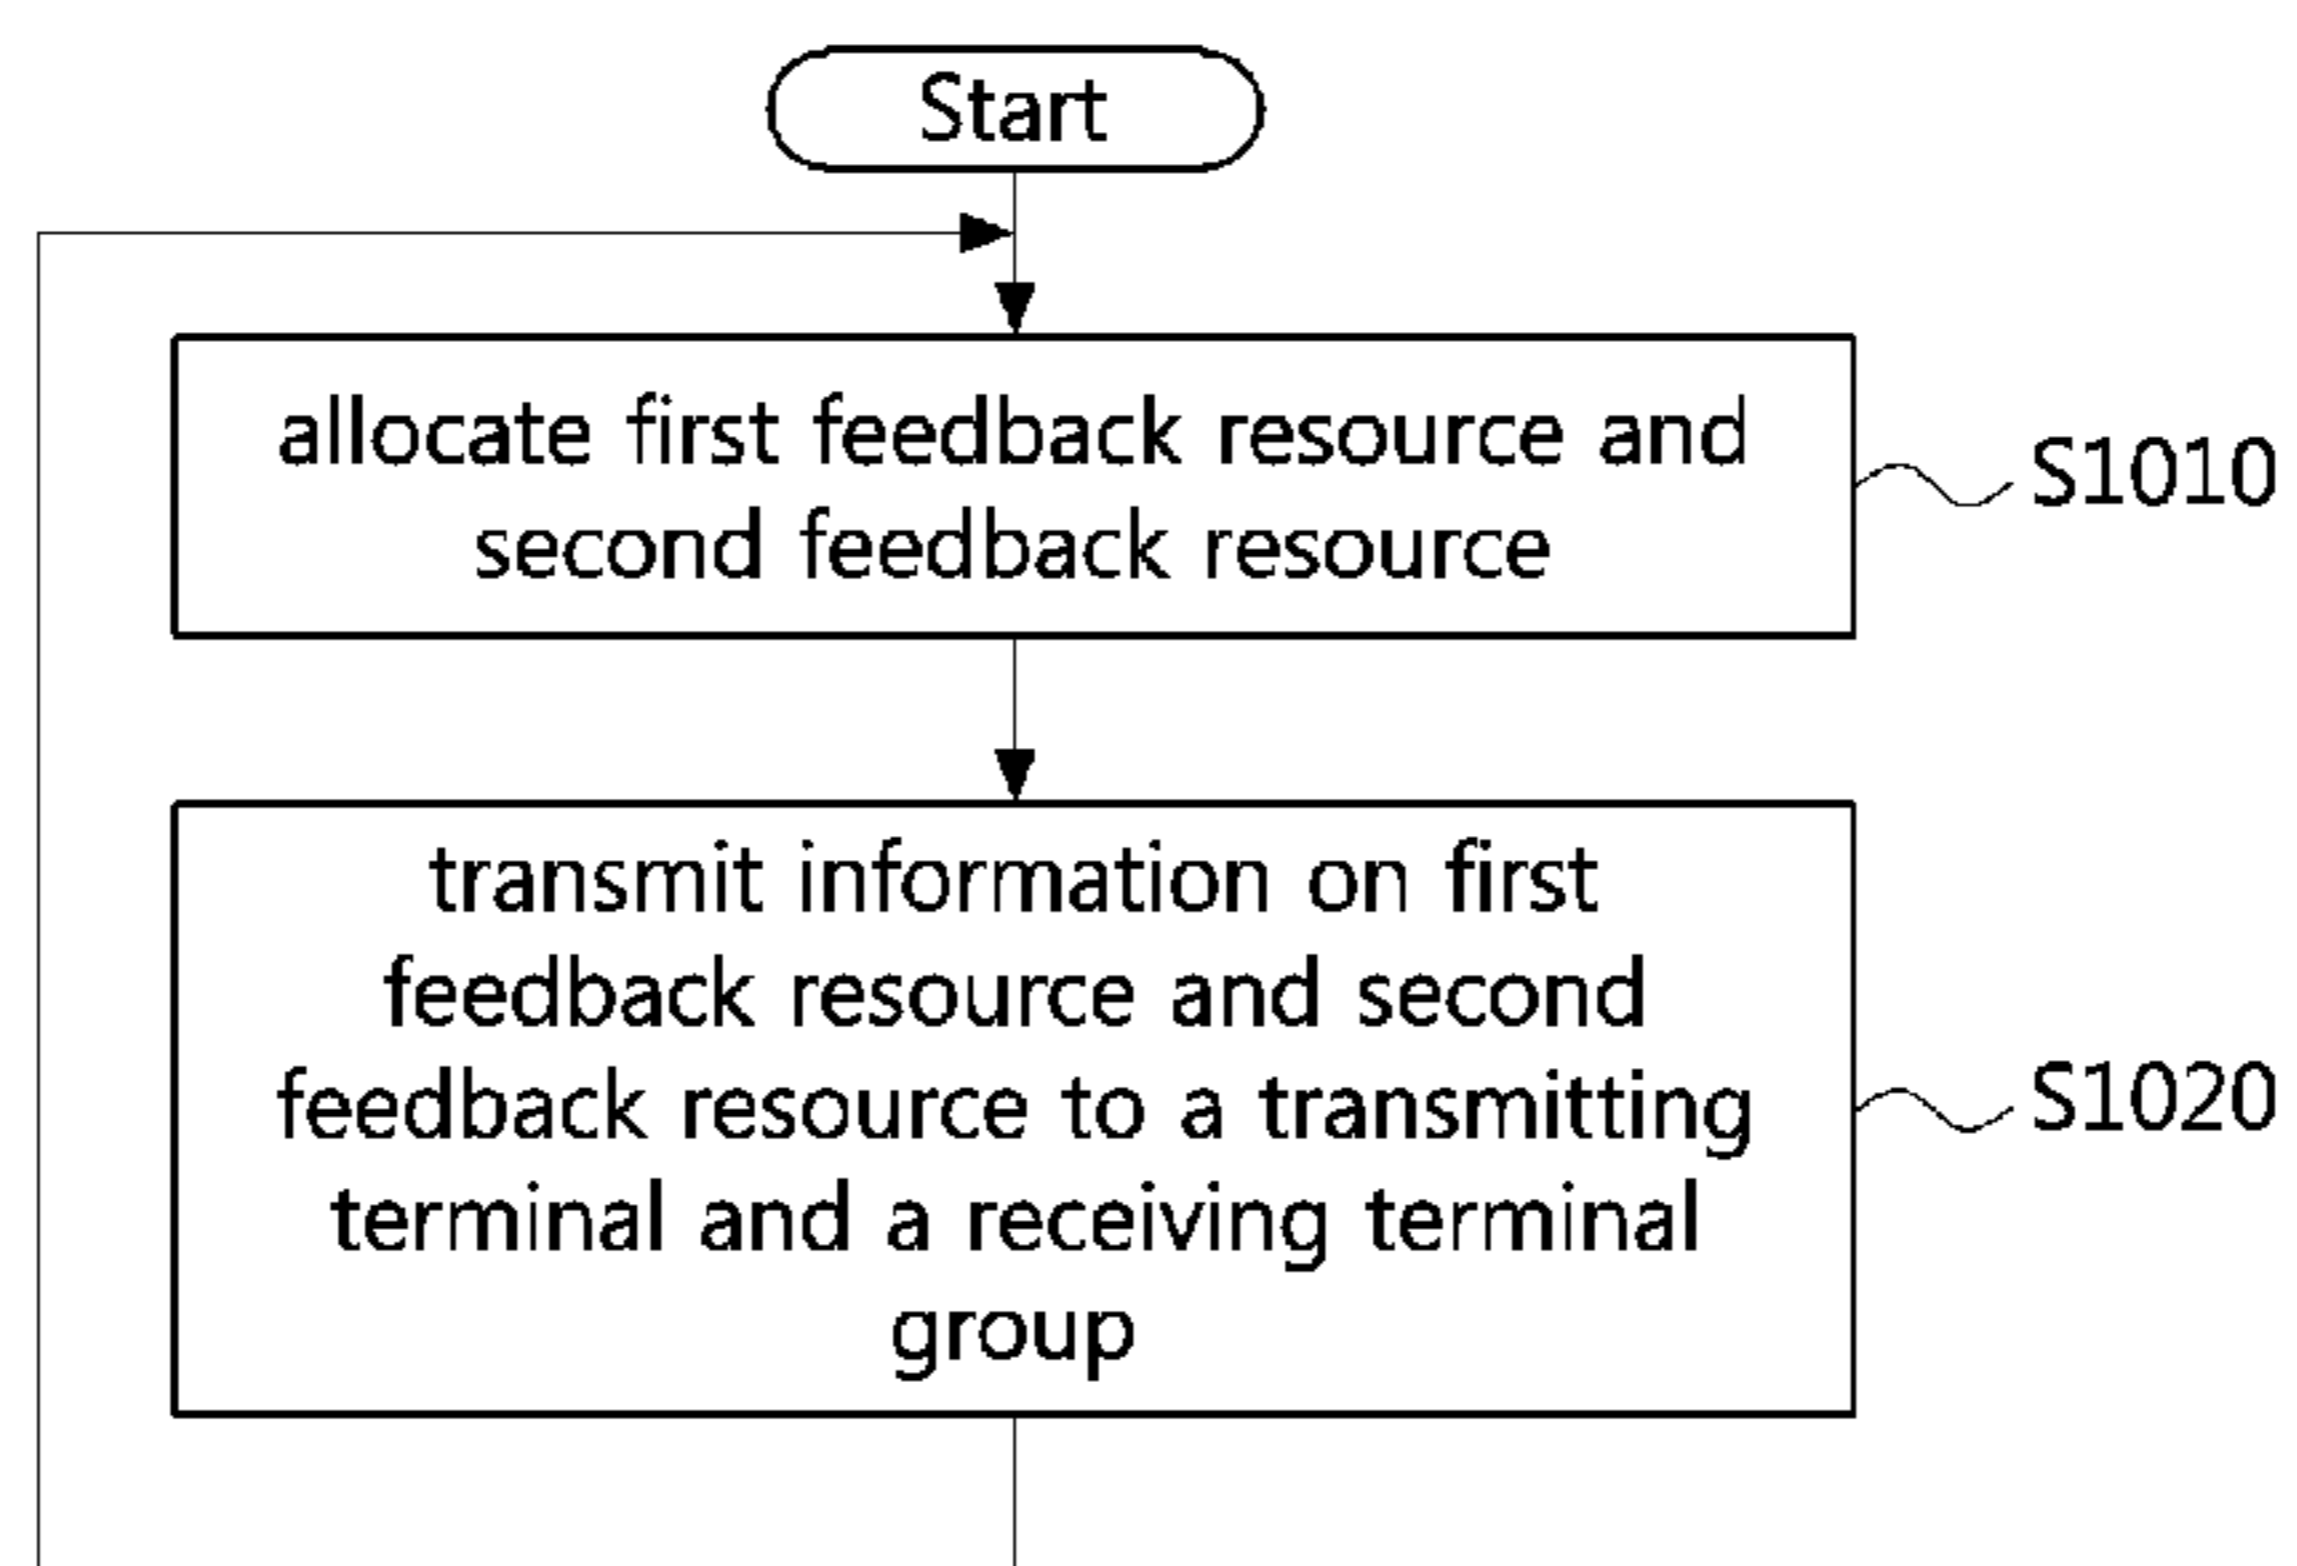 Start
allocate first feedback resource and
second feedback resource
S1010
transmit information on first
feedback resource and second
feedback resource to a transmitting
terminal and a receiving terminal
group
S1020